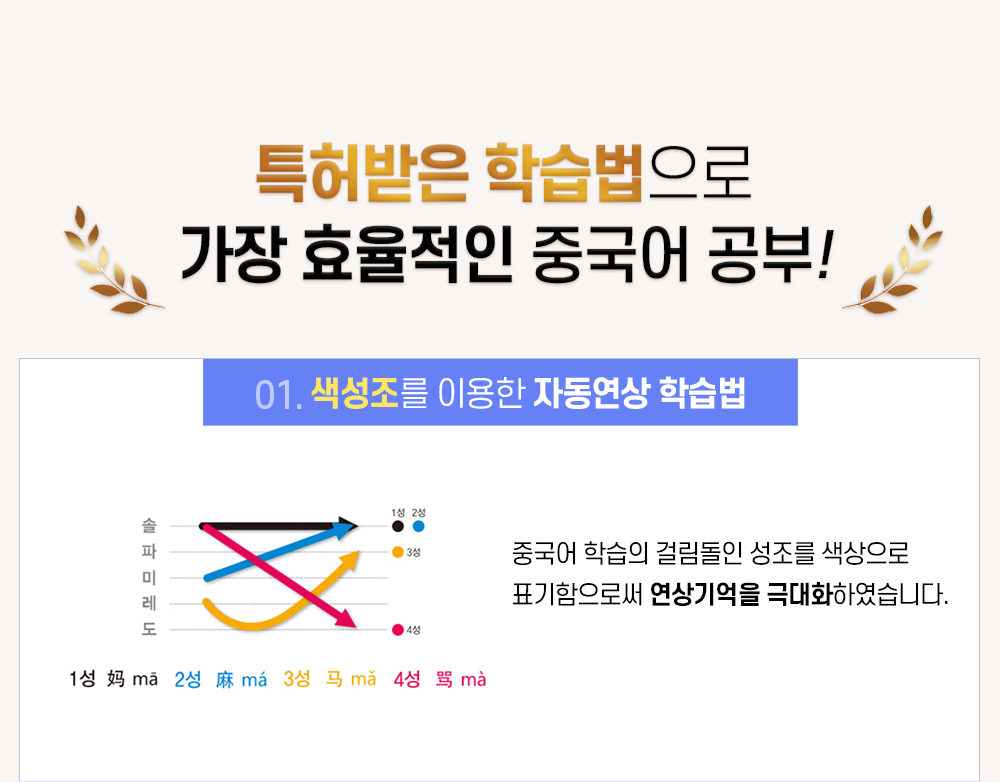 특허받은 학습법으로
가장 효율적인 중국어 공부!
01. 색성조를 이용한 자동연상 학습법
1성 2성
솔
파
3성
미
레
도
4성
중국어 학습의 걸림돌인 성조를 색상으로
표기함으로써 연상기억을 극대화하였습니다.
1성 妈 mā 2성 麻 má 3성 马 mǎ 4성 骂 mà